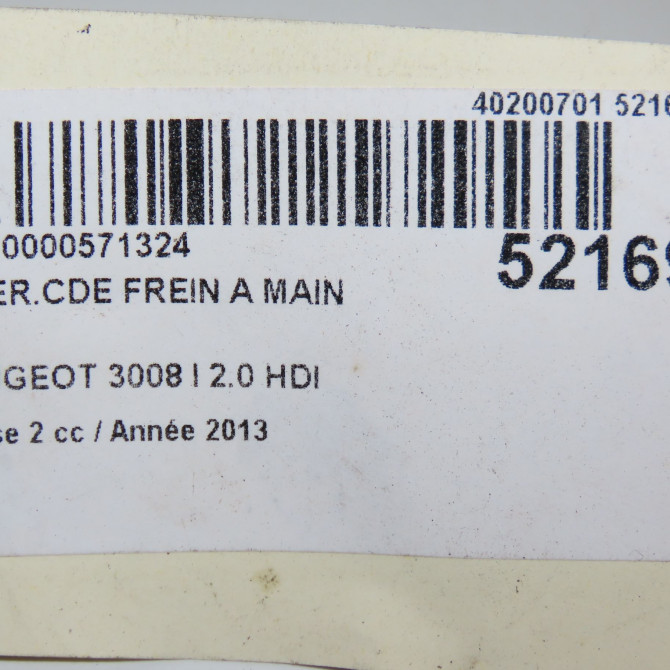 40200701 5216
0000571324
52169
ER.CDE FREIN A MAIN
GEOT 3008 I 2.0 HDI
se 2 cc / Année 2013